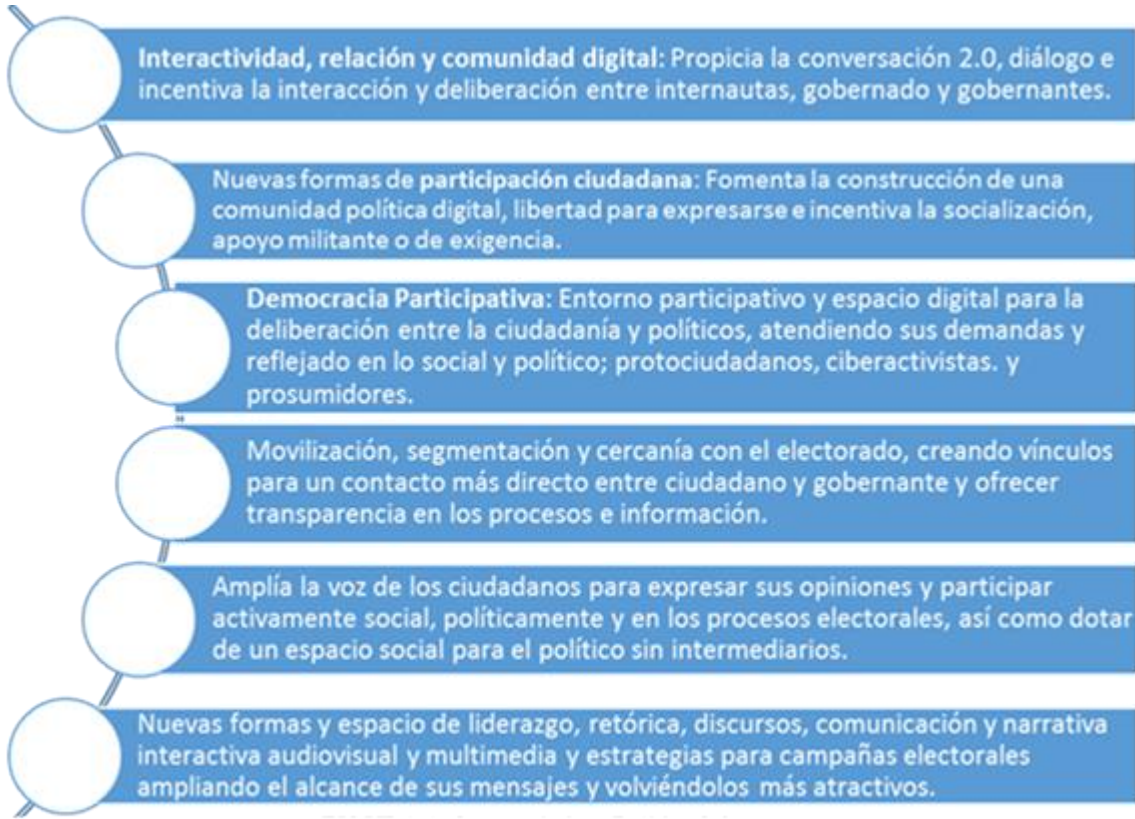 Interactividad, relación y comunidad digital: Propicia la conversación 2.0, diálogo e
incentiva la interacción y deliberación entre internautas, gobernado y gobernantes.
Nuevas formas de participación ciudadana: Fomenta la construcción de una
comunidad política digital, libertad para expresarse e incentiva la socialización,
apoyo militante o de exigencia.
Democracia Participativa: Entorno participativo y espacio digital para la
deliberación entre la ciudadanía y políticos, atendiendo sus demandas y
reflejado en lo social y político; protociudadanos, ciberactivistas. y
prosumidores.
Movilización, segmentación y cercanía con el electorado, creando vínculos
para un contacto más directo entre ciudadano y gobernante y ofrecer
transparencia en los procesos e información.
Amplía la voz de los ciudadanos para expresar sus opiniones y participar
activamente social, políticamente y en los procesos electorales, así como dotar
de un espacio social para el político sin intermediarios.
Nuevas formas y espacio de liderazgo, retórica, discursos, comunicación y narrativa
interactiva audiovisual y multimedia y estrategias para campañas electorales
ampliando el alcance de sus mensajes y volviéndolos más atractivos.